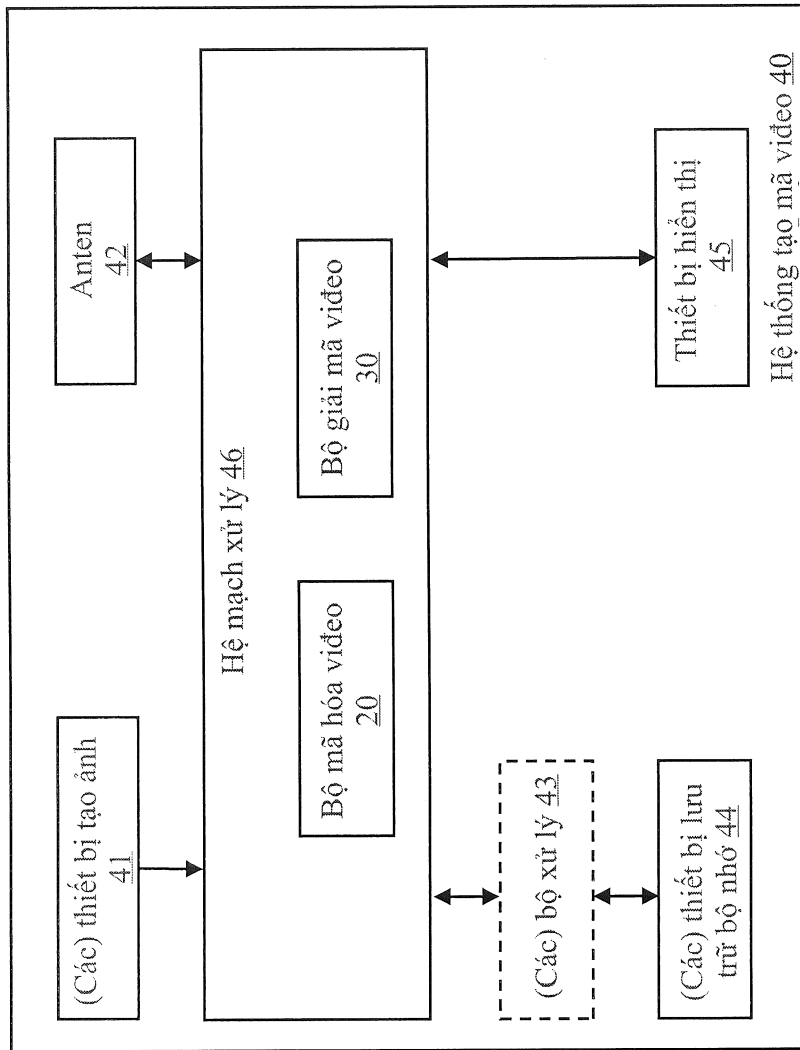 (Các) thiết bị tạo ảnh
41
Anten
42
Hệ mạch xử lý 46
Bộ mã hóa video
20
Bộ giải mã video
30
(Các) bộ xử lý 43
(Các) thiết bị lưu
trữ bộ nhớ 44
Thiết bị hiển thị
45
Hệ thống tạo mã video 40